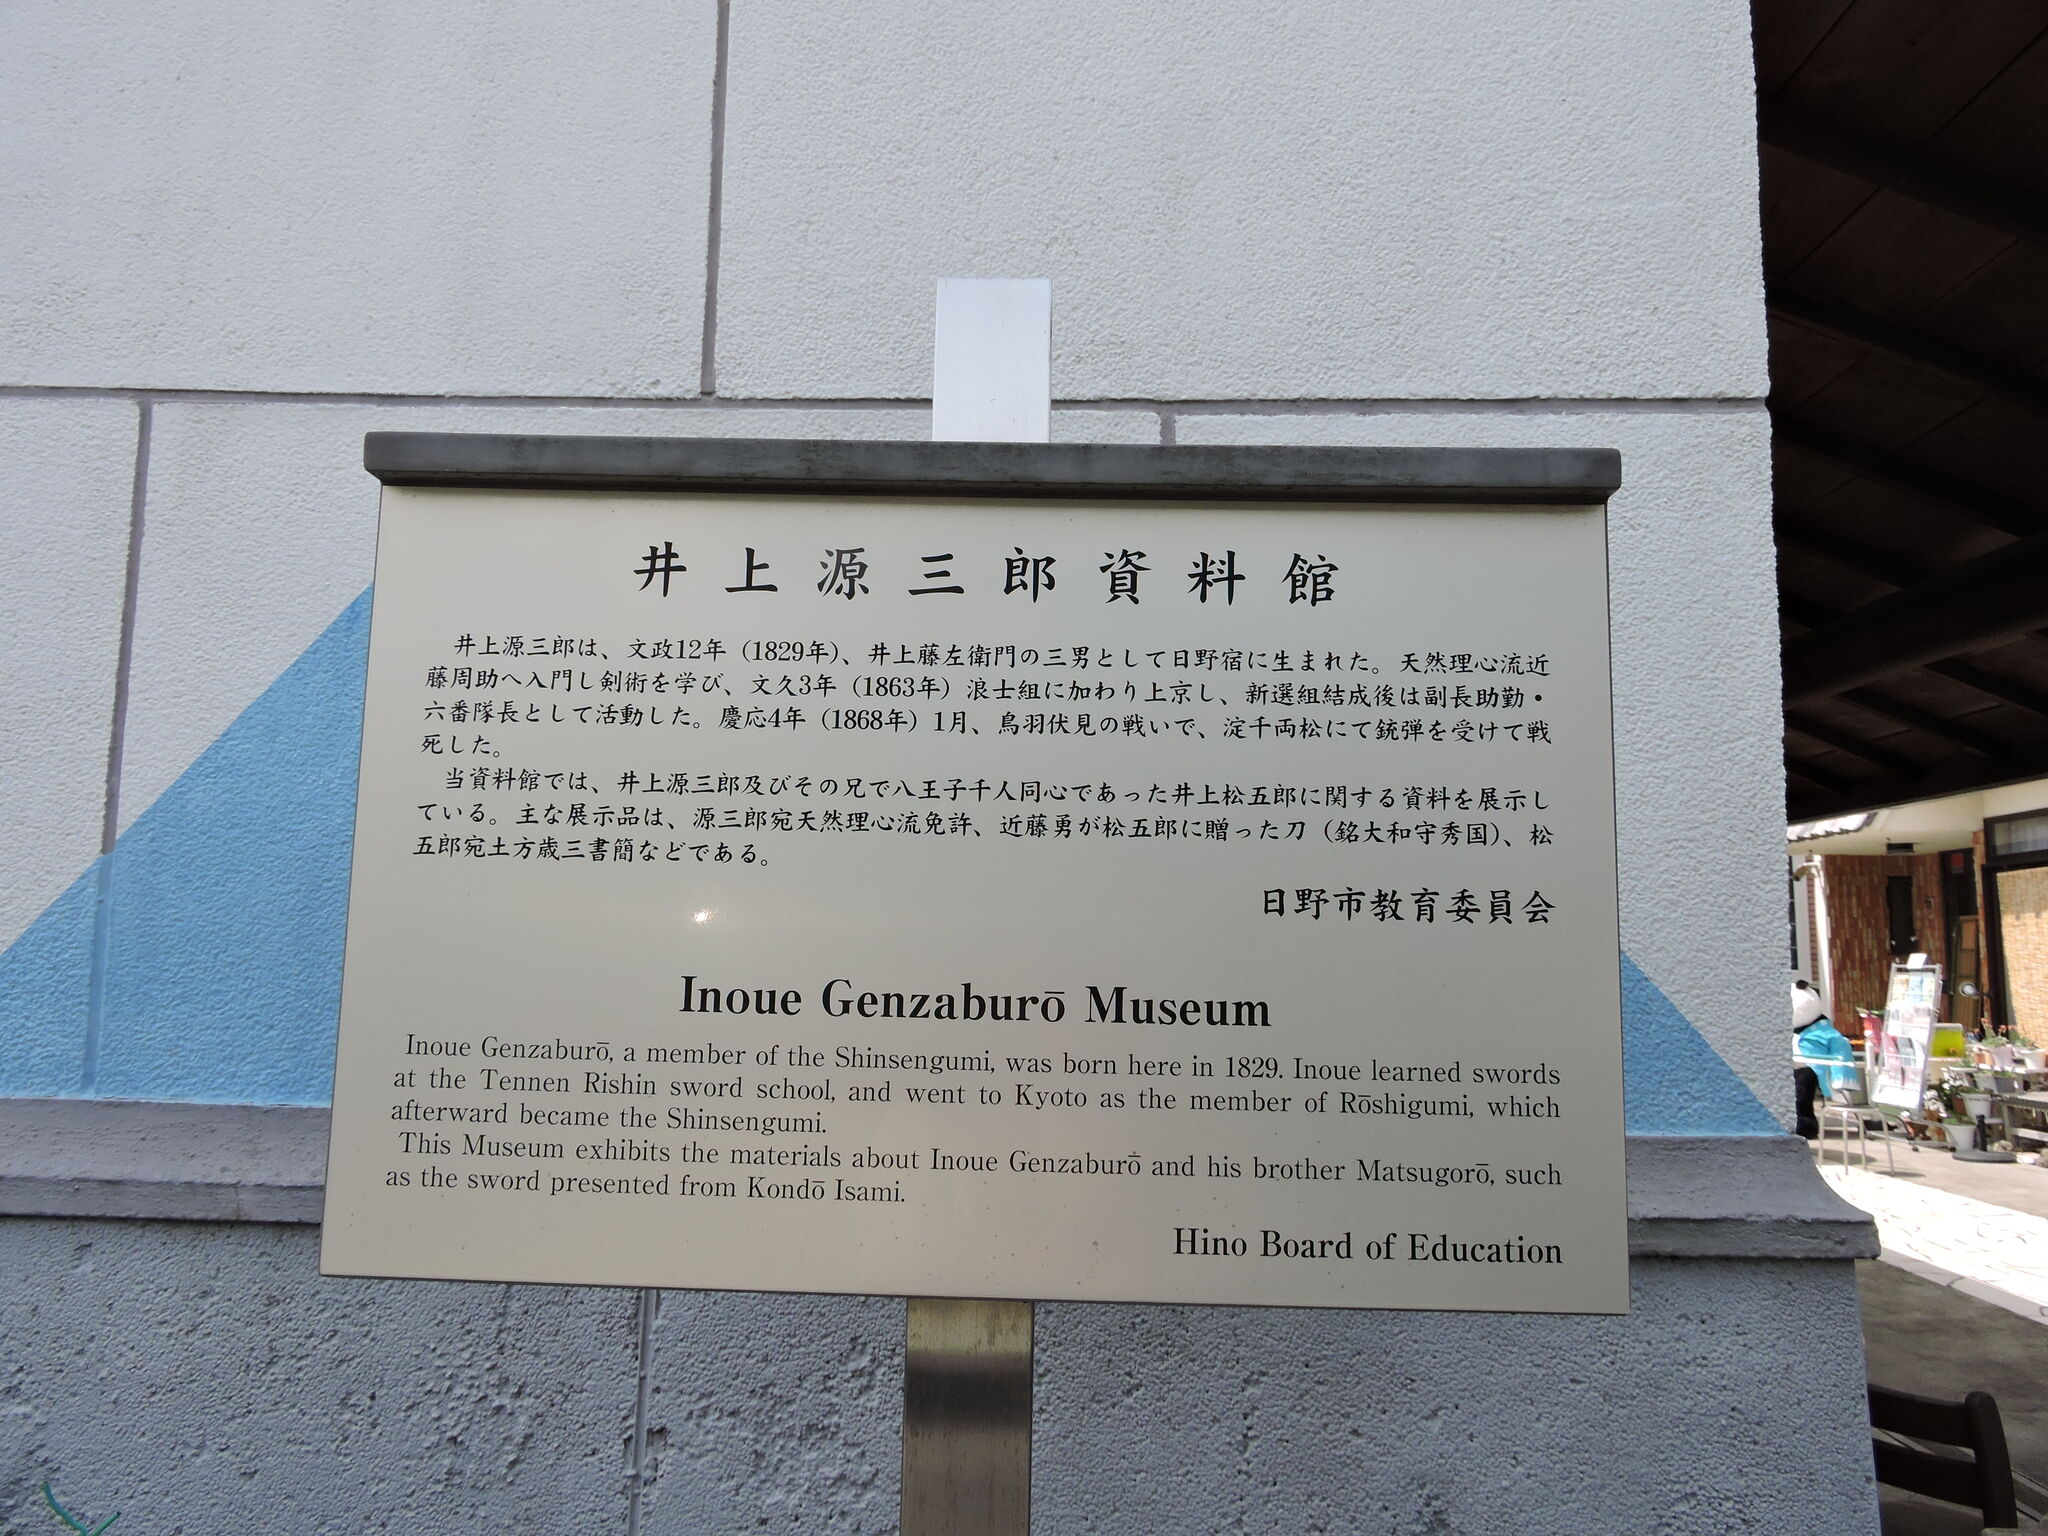 井上源三郎資料館
井上源三郎は、文政12年（1829年）、井上藤左衛門の三男として日野宿に生まれた。天然理心流近
藤周助へ入門し剣術を学び、文久3年（1863年）浪士組に加わり上京し、新選組結成後は副長助勤・
六番隊長として活動した。慶応4年（1868年）1月、鳥羽伏見の戦いで、淀千両松にて銃弾を受けて戦
死した。
当資料館では、井上源三郎及びその兄で八王子千人同心であった井上松五郎に関する資料を展示し
ている。主な展示品は、源三郎宛天然理心流免許、近藤勇が松五郎に贈った刀（銘大和守秀国）、松
五郎宛土方歳三書簡などである。
日野市教育委員会
Inoue Genzaburō Museum
Inoue Genzaburō, a member of the Shinsengumi, was born here in 1829. Inoue learned swords
at the Tennen Rishin sword school, and went to Kyoto as the member of Rōshigumi, which
afterward became the Shinsengumi.
This Museum exhibits the materials about Inoue Genzaburō and his brother Matsugorō, such
as the sword presented from Kondō Isami.
Hino Board of Education